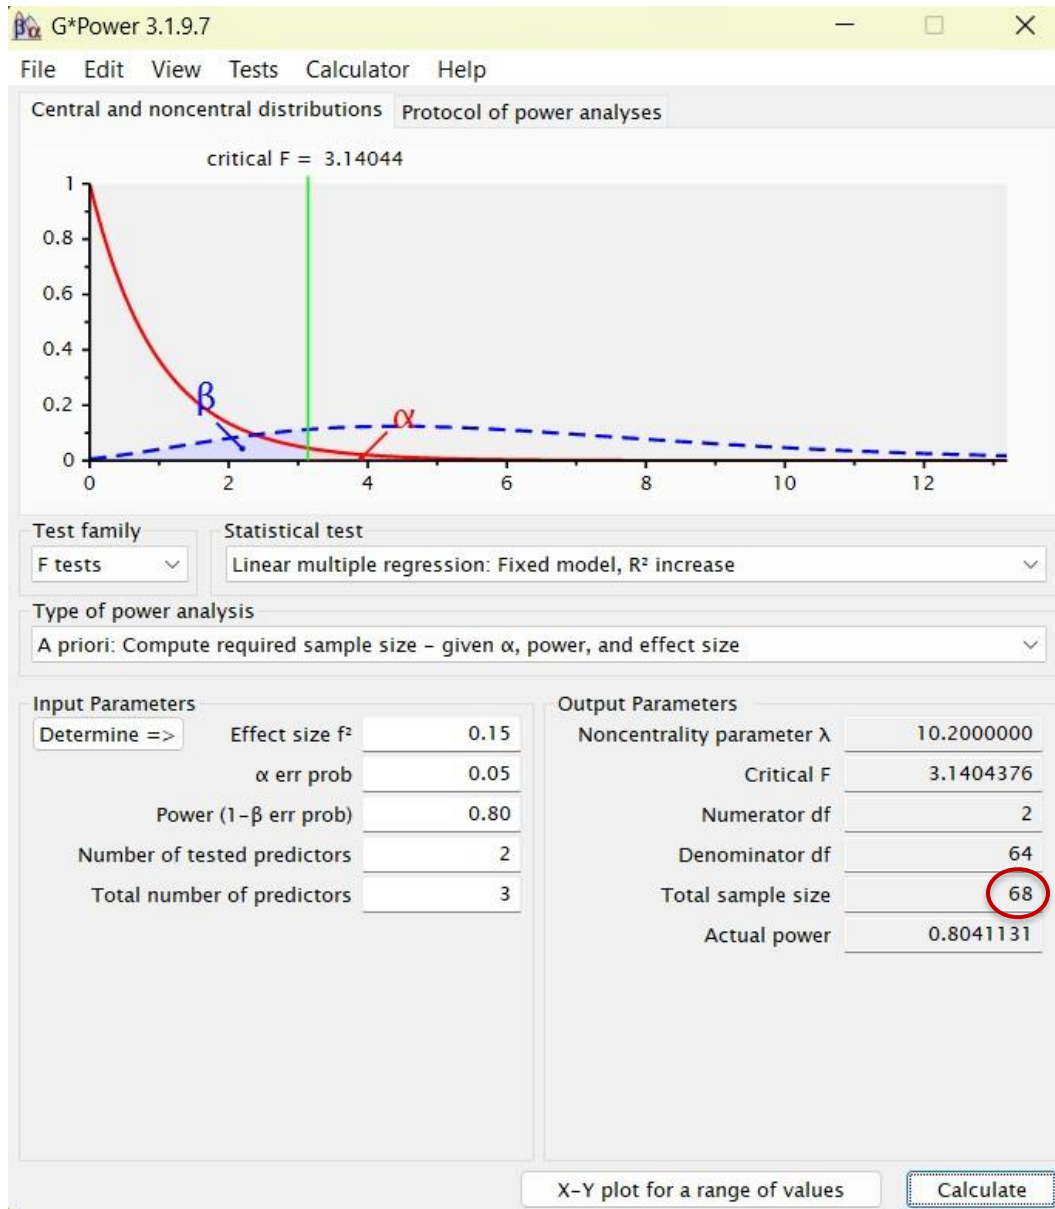 G*Power 3.1.9.7
File Edit View Tests Calculator Help
Central and noncentral distributions Protocol of power analyses
critical F = 3.14044
1
0.8
0.6
0.4
0.2
0
β
α
0 2 4 6 8 10 12
Test family Statistical test
F tests Linear multiple regression: Fixed model, R² increase
Type of power analysis
A priori: Compute required sample size – given α, power, and effect size
Input Parameters
Determine => Effect size f² 0.15
α err prob 0.05
Power (1–β err prob) 0.80
Number of tested predictors 2
Total number of predictors 3
Output Parameters
Noncentrality parameter λ 10.2000000
Critical F 3.1404376
Numerator df 2
Denominator df 64
Total sample size 68
Actual power 0.8041131
X–Y plot for a range of values Calculate